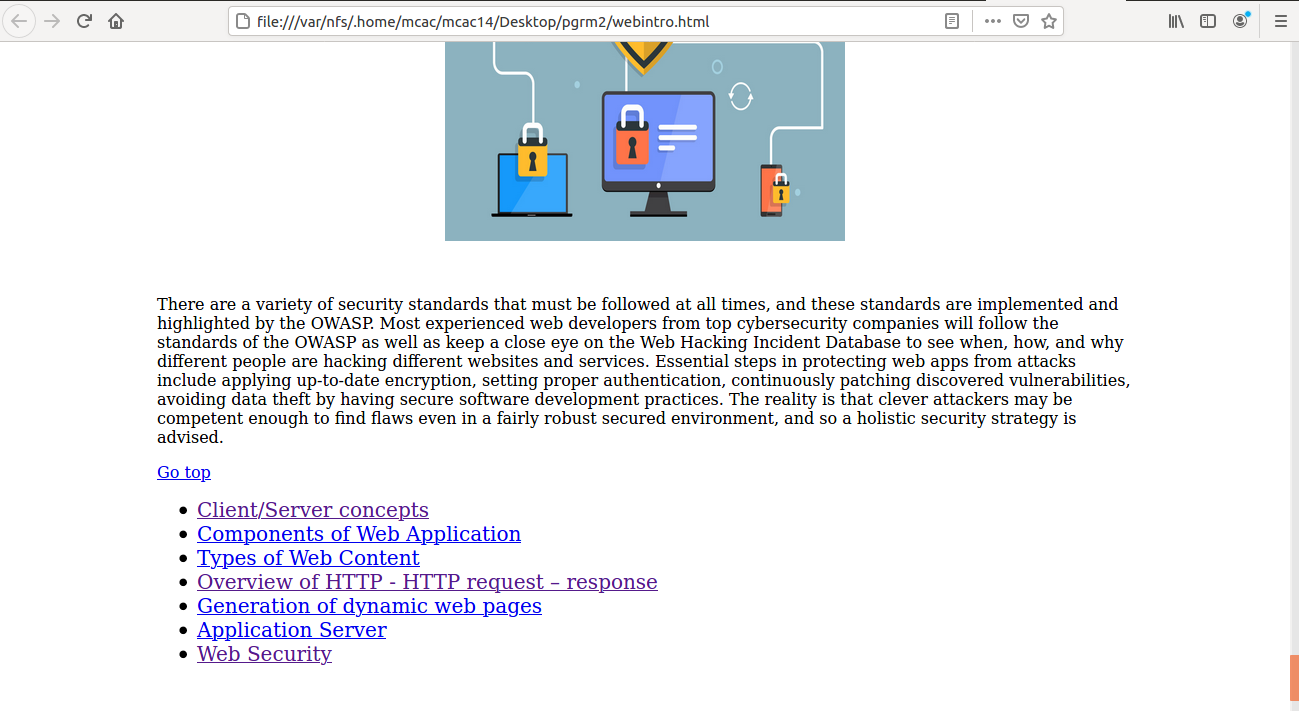 file:///var/nfs/.home/mcac/mcac14/Desktop/pgrm2/webintro.html
There are a variety of security standards that must be followed at all times, and these standards are implemented and
highlighted by the OWASP. Most experienced web developers from top cybersecurity companies will follow the
standards of the OWASP as well as keep a close eye on the Web Hacking Incident Database to see when, how, and why
different people are hacking different websites and services. Essential steps in protecting web apps from attacks
include applying up-to-date encryption, setting proper authentication, continuously patching discovered vulnerabilities,
avoiding data theft by having secure software development practices. The reality is that clever attackers may be
competent enough to find flaws even in a fairly robust secured environment, and so a holistic security strategy is
advised.
Go top
Client/Server concepts
Components of Web Application
Types of Web Content
Overview of HTTP - HTTP request – response
Generation of dynamic web pages
Application Server
Web Security